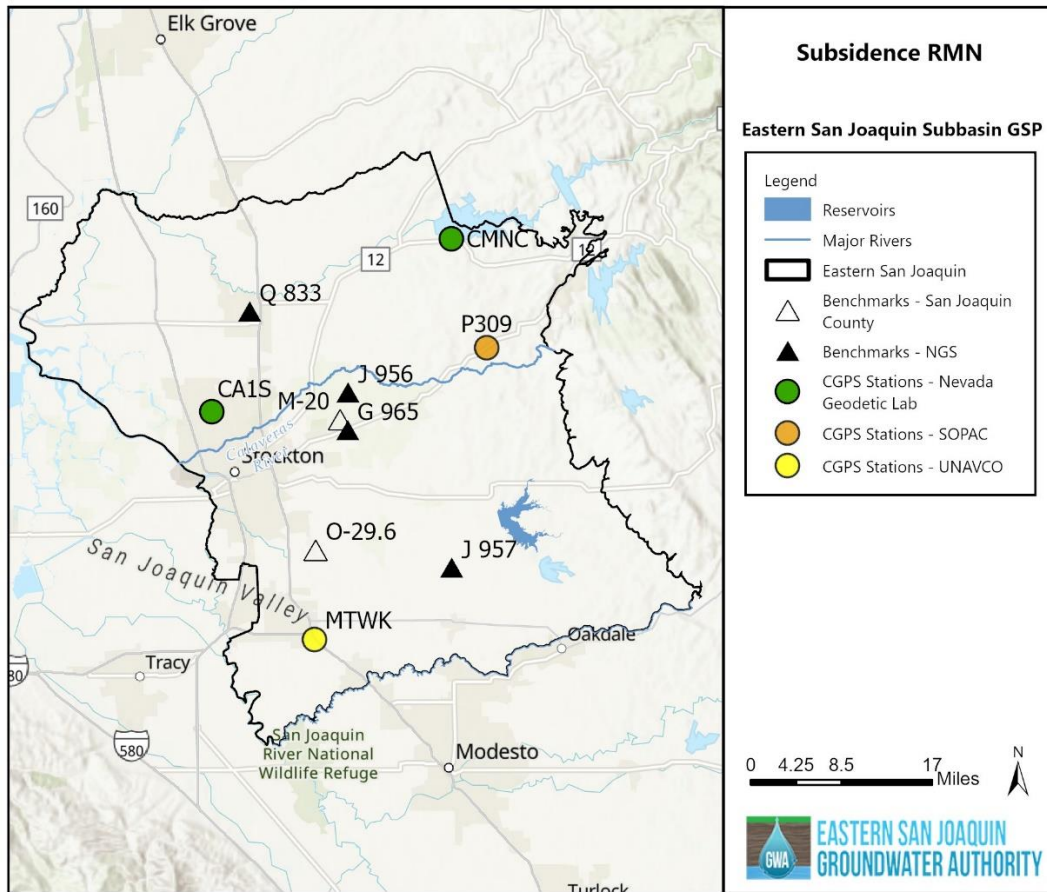 Elk Grove
160
CMNC
12
12
Q 833
P309
J 956
CA1S
M-20
G 965
Calaveras
River
Stockton
O-29.6
J 957
San Joaquin Valley
MTWK
Oakdale
Tracy
580
San Joaquin
River National
Wildlife Refuge
Modesto
Turlock
Subsidence RMN
Eastern San Joaquin Subbasin GSP
Legend
Reservoirs
Major Rivers
Eastern San Joaquin
Benchmarks - San Joaquin
County
Benchmarks - NGS
CGPS Stations - Nevada
Geodetic Lab
CGPS Stations - SOPAC
CGPS Stations - UNAVCO
0 4.25 8.5 17
Miles
N
GWA
EASTERN SAN JOAQUIN
GROUNDWATER AUTHORITY